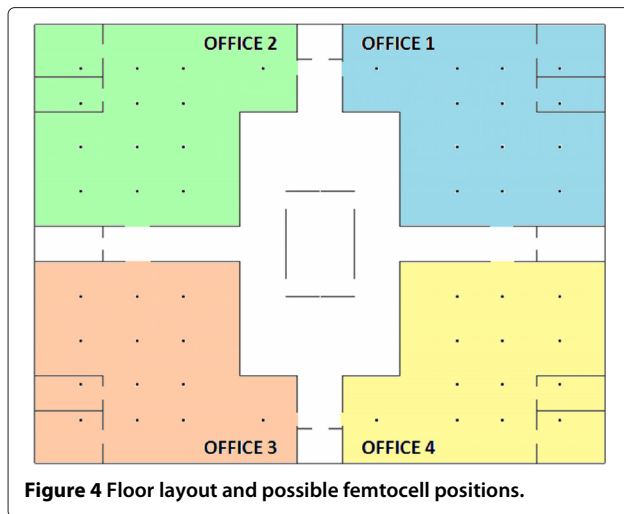 OFFICE 2 OFFICE 1
OFFICE 3 OFFICE 4
Figure 4 Floor layout and possible femtocell positions.